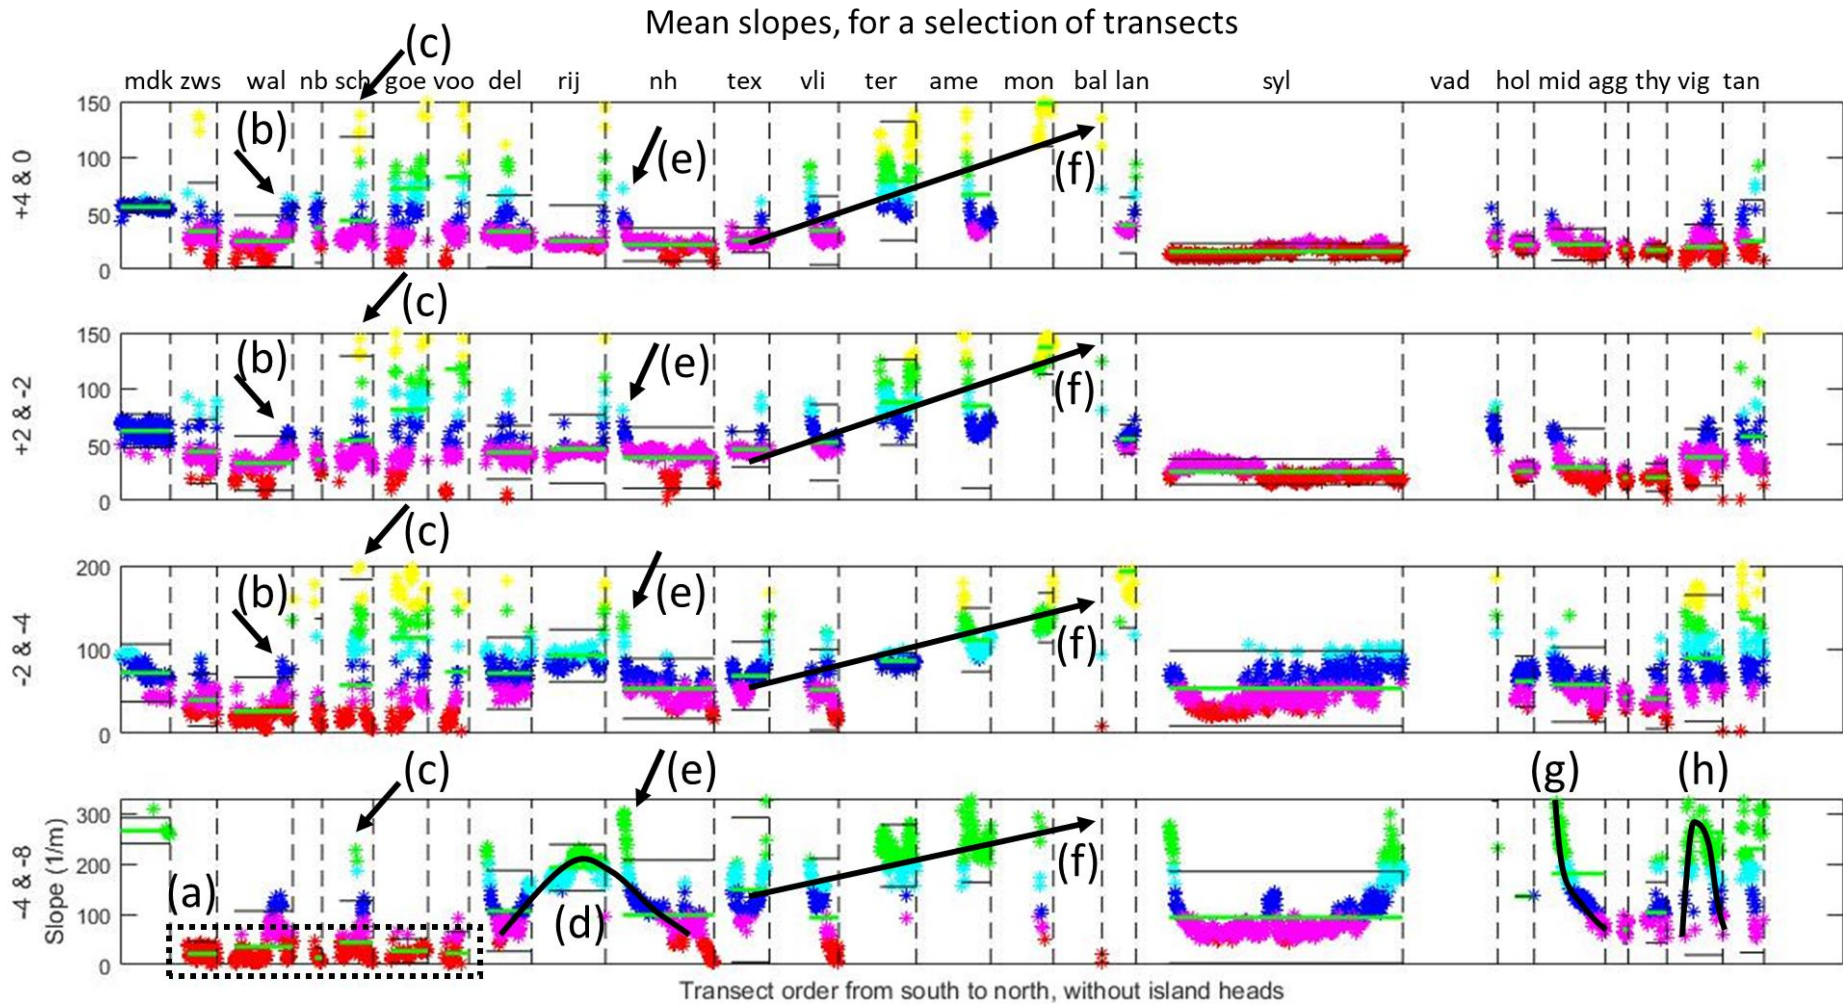 Mean slopes, for a selection of transects
(c)
mdk zws wal nb sch goe voo del rij nh tex vli ter ame mon bal lan syl vad hol mid agg thy vig tan
+4 & 0
150
100
50
0
(b)
(e)
(f)
(c)
+2 & -2
150
100
50
0
(b)
(e)
(f)
(c)
-2 & -4
200
100
0
(b)
(e)
(f)
(c)
(e)
(g)
(h)
-4 & -8
Slope (1/m)
300
200
100
0
(a)
(d)
(f)
Transect order from south to north, without island heads